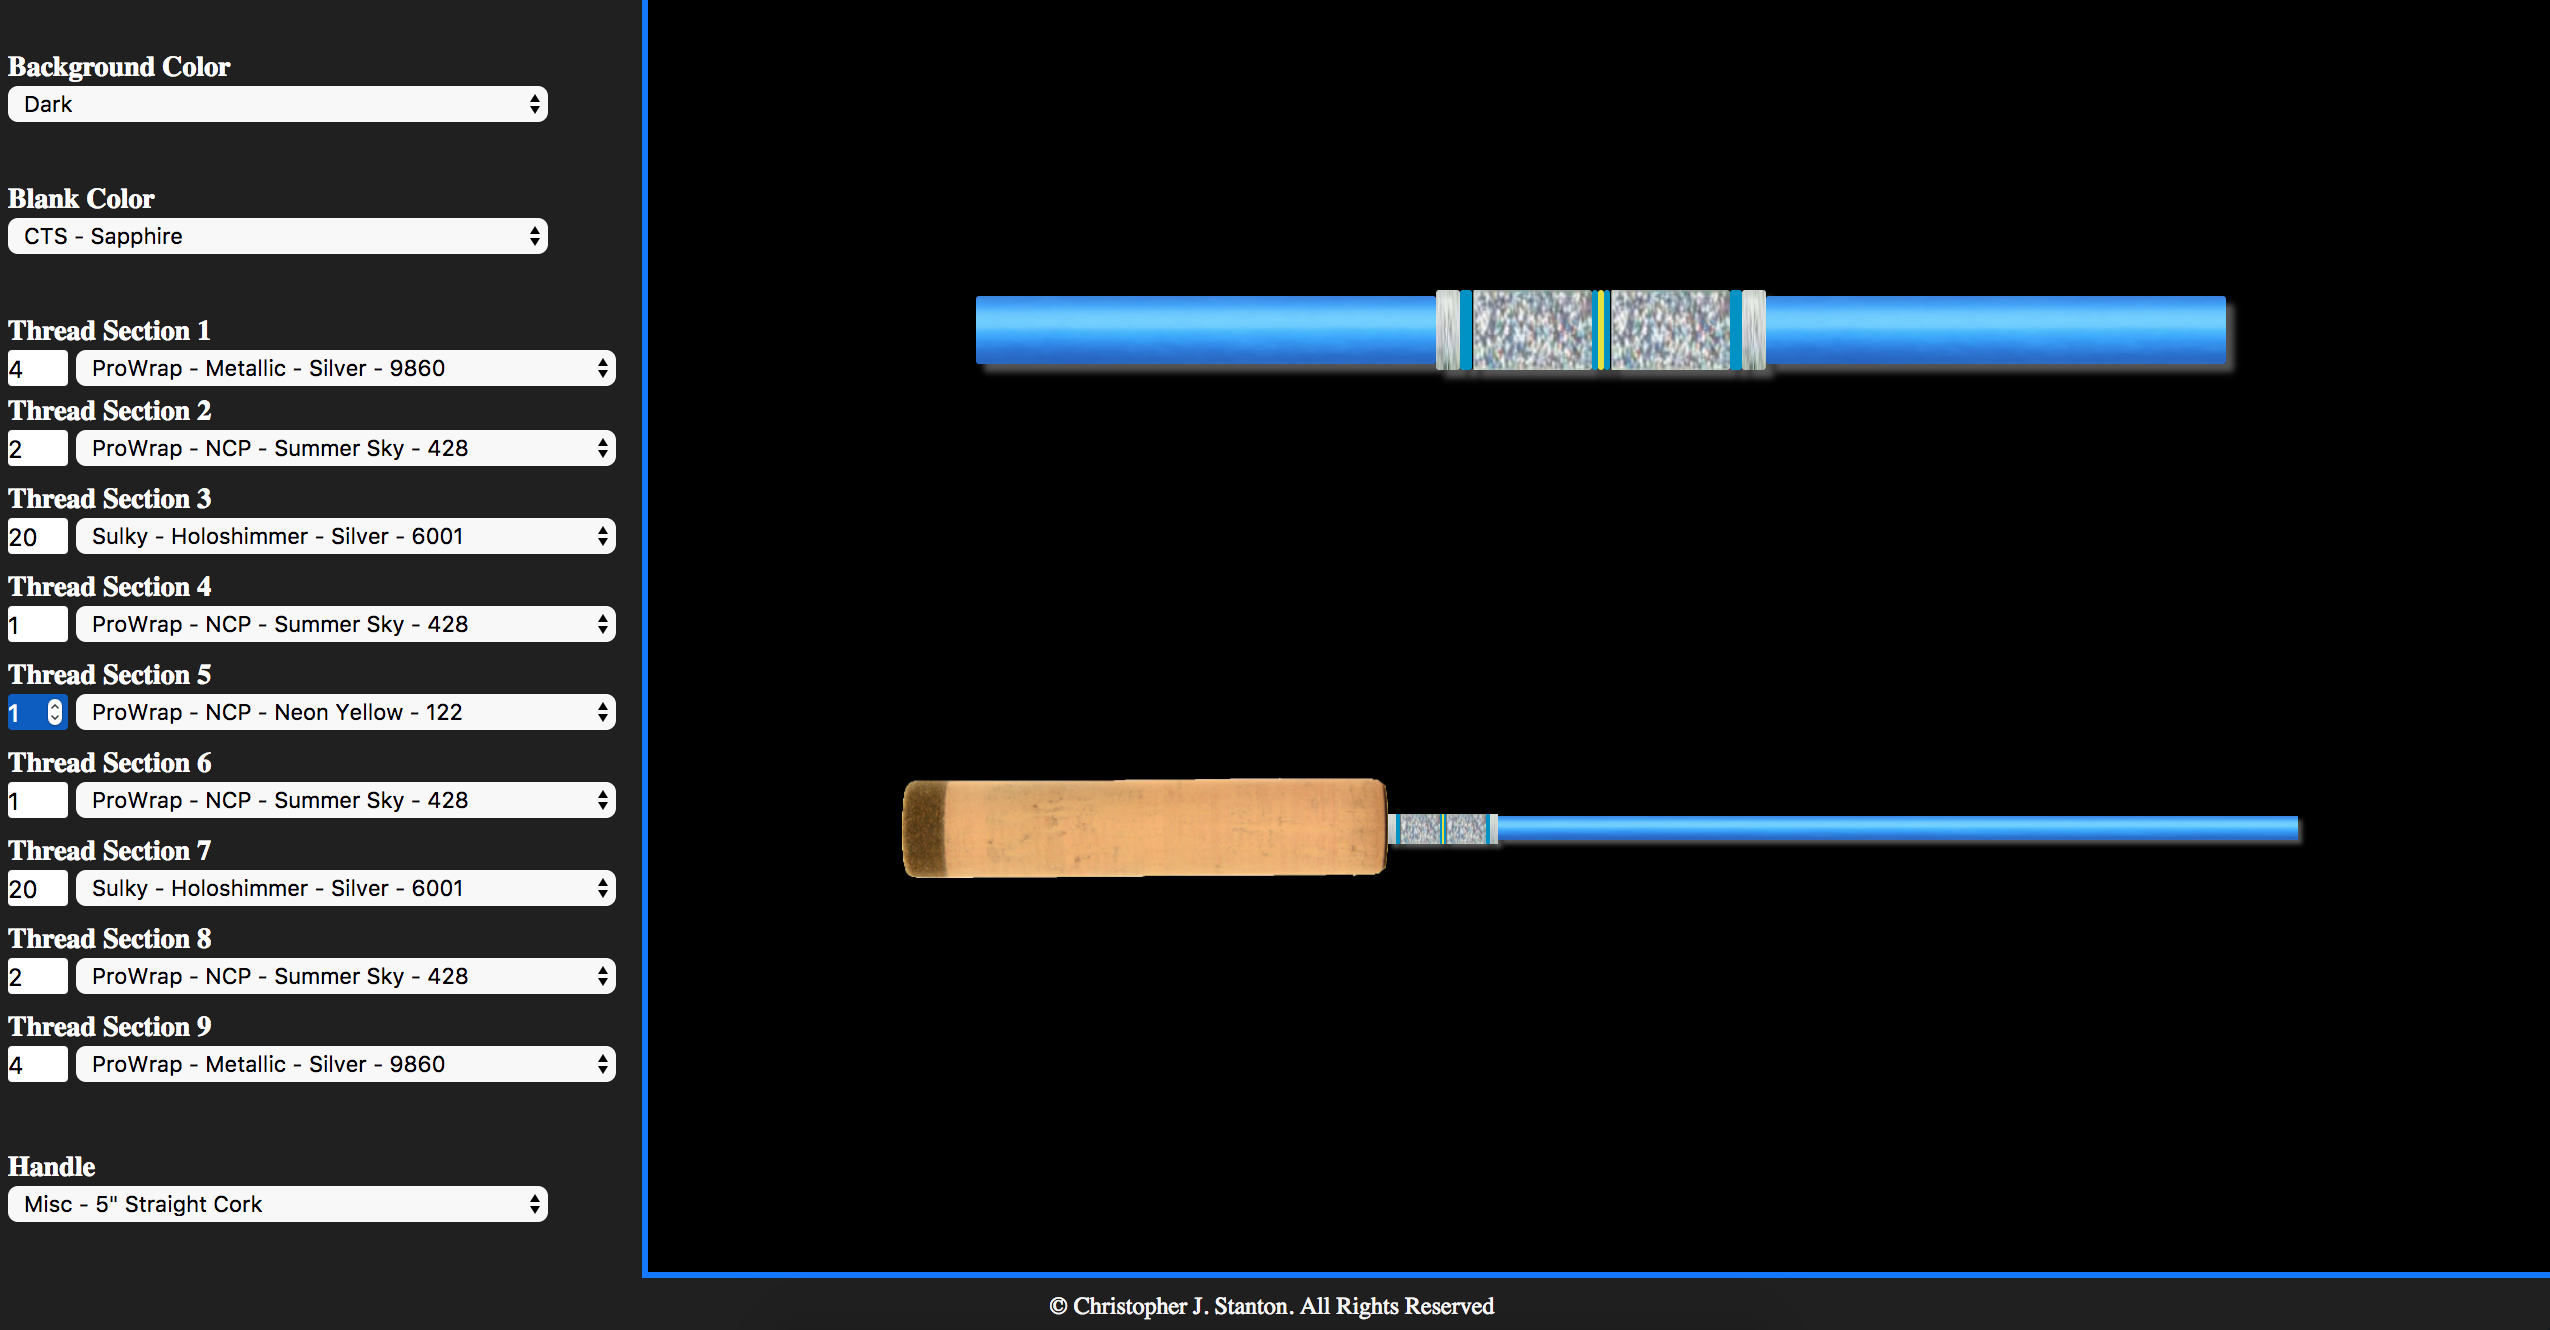 Background Color
Dark
Blank Color
CTS - Sapphire
Thread Section 1
4 ProWrap - Metallic - Silver - 9860
Thread Section 2
2 ProWrap - NCP - Summer Sky - 428
Thread Section 3
20 Sulky - Holoshimmer - Silver - 6001
Thread Section 4
1 ProWrap - NCP - Summer Sky - 428
Thread Section 5
1 ProWrap - NCP - Neon Yellow - 122
Thread Section 6
1 ProWrap - NCP - Summer Sky - 428
Thread Section 7
20 Sulky - Holoshimmer - Silver - 6001
Thread Section 8
2 ProWrap - NCP - Summer Sky - 428
Thread Section 9
4 ProWrap - Metallic - Silver - 9860
Handle
Misc - 5" Straight Cork
© Christopher J. Stanton. All Rights Reserved